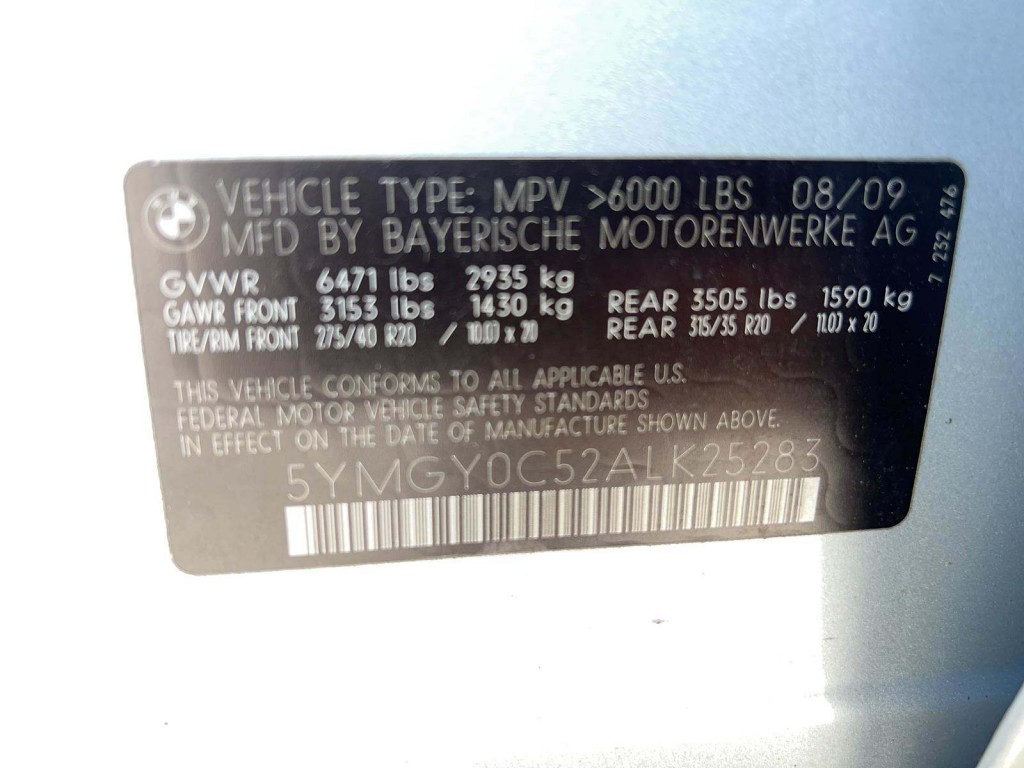 BMW
VEHICLE TYPE: MPV >6000 LBS 08/09
MFD BY BAYERISCHE MOTORENWERKE AG
7 232 476
GVWR 6471 lbs 2935 kg
GAWR FRONT 3153 lbs 1430 kg REAR 3505 lbs 1590 kg
TIRE/RIM FRONT 275/40 R20 / 10.0J x 20 REAR 315/35 R20 / 11.0J x 20
THIS VEHICLE CONFORMS TO ALL APPLICABLE U.S.
FEDERAL MOTOR VEHICLE SAFETY STANDARDS
IN EFFECT ON THE DATE OF MANUFACTURE SHOWN ABOVE.
5YMGY0C52ALK25283